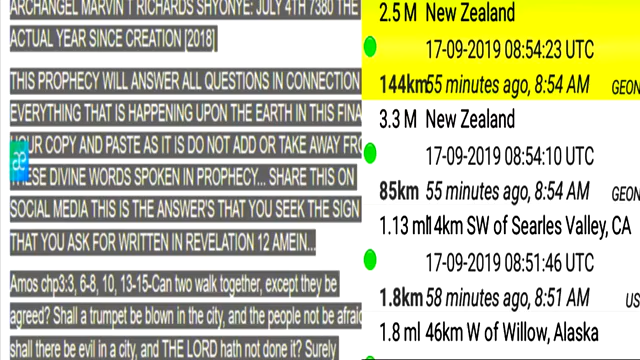 ARCHANGEL MARVIN T RICHARDS SHYONYE: JULY 4TH 7380 THE
ACTUAL YEAR SINCE CREATION [2018]
THIS PROPHECY WILL ANSWER ALL QUESTIONS IN CONNECTION
EVERYTHING THAT IS HAPPENING UPON THE EARTH IN THIS FINA
HOUR COPY AND PASTE AS IT IS DO NOT ADD OR TAKE AWAY FRO
THESE DIVINE WORDS SPOKEN IN PROPHECY... SHARE THIS ON
SOCIAL MEDIA THIS IS THE ANSWER'S THAT YOU SEEK THE SIGN
THAT YOU ASK FOR WRITTEN IN REVELATION 12 AMEIN...
Amos chp3:3, 6-8, 10, 13-15-Can two walk together, except they be
agreed? Shall a trumpet be blown in the city, and the people not be afraid
shall there be evil in a city, and THE LORD hath not done it? Surely
æ
2.5 M New Zealand
17-09-2019 08:54:23 UTC
144km 55 minutes ago, 8:54 AM GEON
3.3 M New Zealand
17-09-2019 08:54:10 UTC
85km 55 minutes ago, 8:54 AM GEON
1.13 ml 14km SW of Searles Valley, CA
17-09-2019 08:51:46 UTC
1.8km 58 minutes ago, 8:51 AM US
1.8 ml 46km W of Willow, Alaska